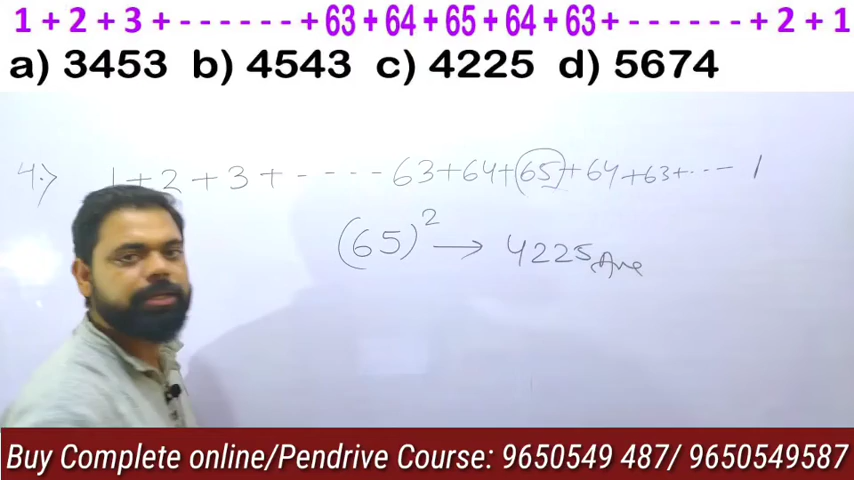 1 + 2 + 3 + - - - - - - + 63 + 64 + 65 + 64 + 63 + - - - - - - + 2 + 1
a) 3453 b) 4543 c) 4225 d) 5674
4.) 1 + 2 + 3 + - - - - 63 + 64 + 65 + 64 + 63 + - - - 1
(65)² → 4225 Ans
Buy Complete online/Pendrive Course: 9650549 487/ 9650549587